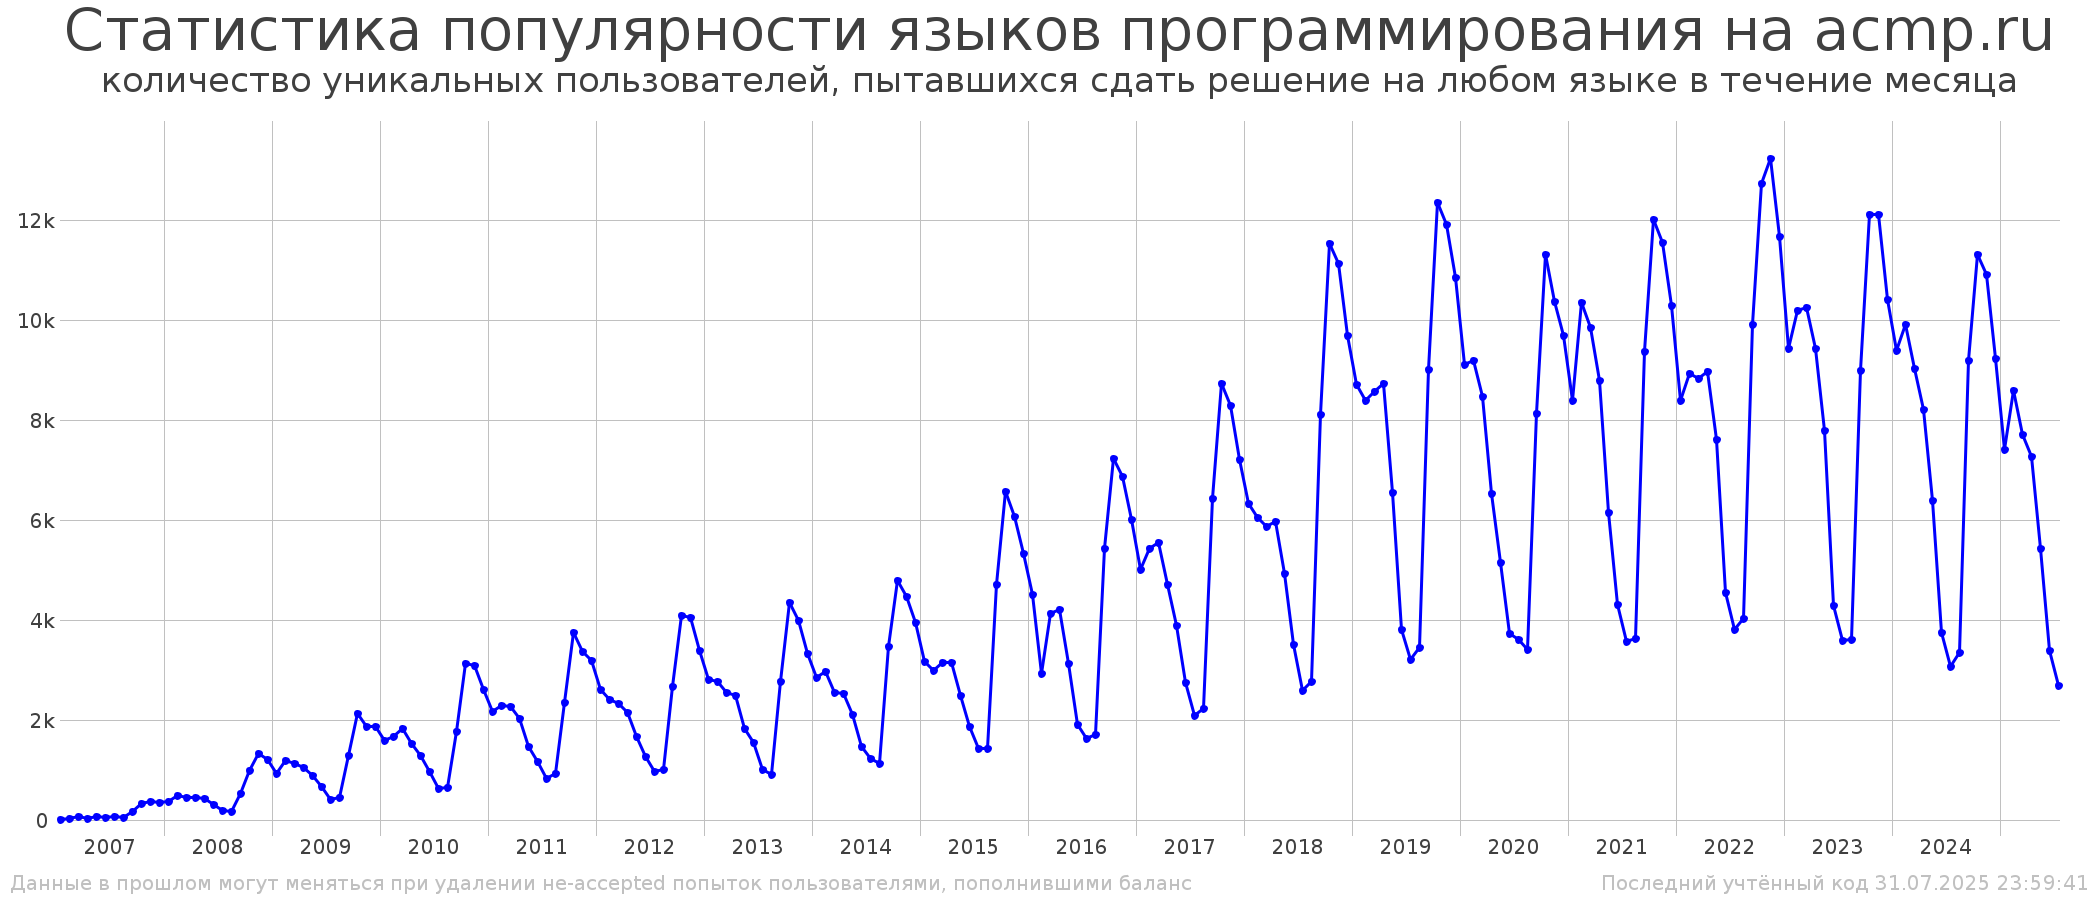 Статистика популярности языков программирования на acmp.ru
количество уникальных пользователей, пытавшихся сдать решение на любом языке в течение месяца
12k
10k
8k
6k
4k
2k
0
2007 2008 2009 2010 2011 2012 2013 2014 2015 2016 2017 2018 2019 2020 2021 2022 2023 2024
Данные в прошлом могут меняться при удалении не-accepted попыток пользователями, пополнившими баланс
Последний учтённый код 31.07.2025 23:59:41